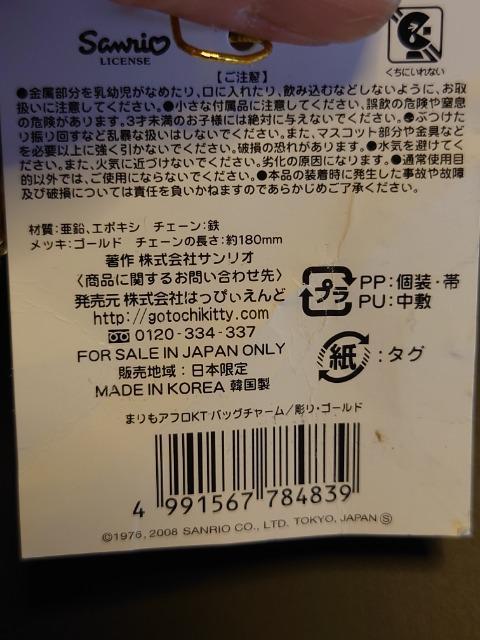 Sanrio
LICENSE
くちにいれない
【ご注意】
●金属部分を乳幼児がなめたり、口に入れたり、飲み込むなどしないように、お取
扱いに注意してください。●小さな付属品に注意してください、誤飲の危険や窒息
の危険があります。3才未満のお子様には絶対に与えないでください。●ぶつけた
り振り回すなど乱暴な扱いはしないでください。また、マスコット部分や金具など
を必要以上に強く引かないでください。破損の恐れがあります。●水気を避けてく
ださい。また、火気に近づけないでください。劣化の原因になります。●通常使用目
的以外では、ご使用にならないでください。●本品の装着時に発生した事故や故障
及び破損については責任を負いかねますのであらかじめご了承ください。
材質:亜鉛、エポキシ チェーン:鉄
メッキ:ゴールド チェーンの長さ:約180mm
著作 株式会社サンリオ
〈商品に関するお問い合わせ先〉
発売元 株式会社はっぴぃえんど
http://gotochikitty.com
0120-334-337
FOR SALE IN JAPAN ONLY
販売地域:日本限定
MADE IN KOREA 韓国製
プラ
PP:個装・帯
PU:中敷
紙:タグ
まりもアフロKT バッグチャーム/彫り・ゴールド
4 991567 784839
©1976, 2008 SANRIO CO., LTD. TOKYO, JAPAN Ⓢ